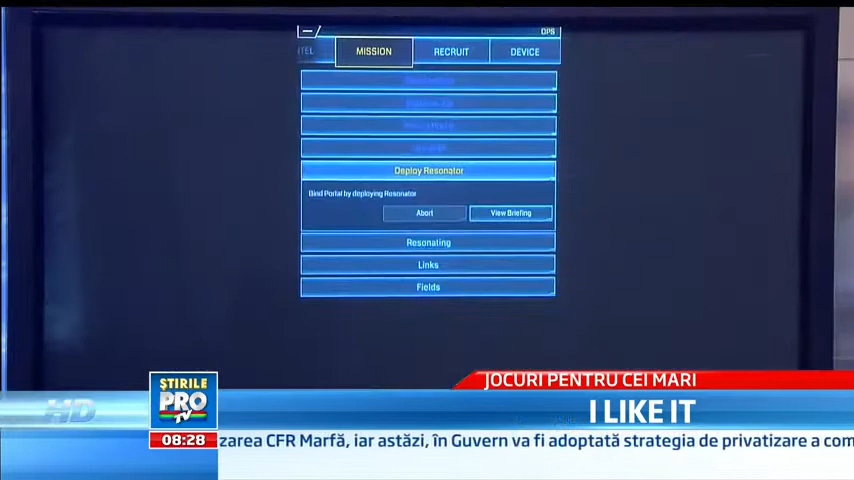 OPS
MISSION
RECRUIT
DEVICE
Deploy Resonator
Bind Portal by deploying Resonator
Abort
View Briefing
Resonating
Links
Fields
JOCURI PENTRU CEI MARI
I LIKE IT
HD
ȘTIRILE
PRO
TV
08:28
zarea CFR Marfă, iar astăzi, în Guvern va fi adoptată strategia de privatizare a com